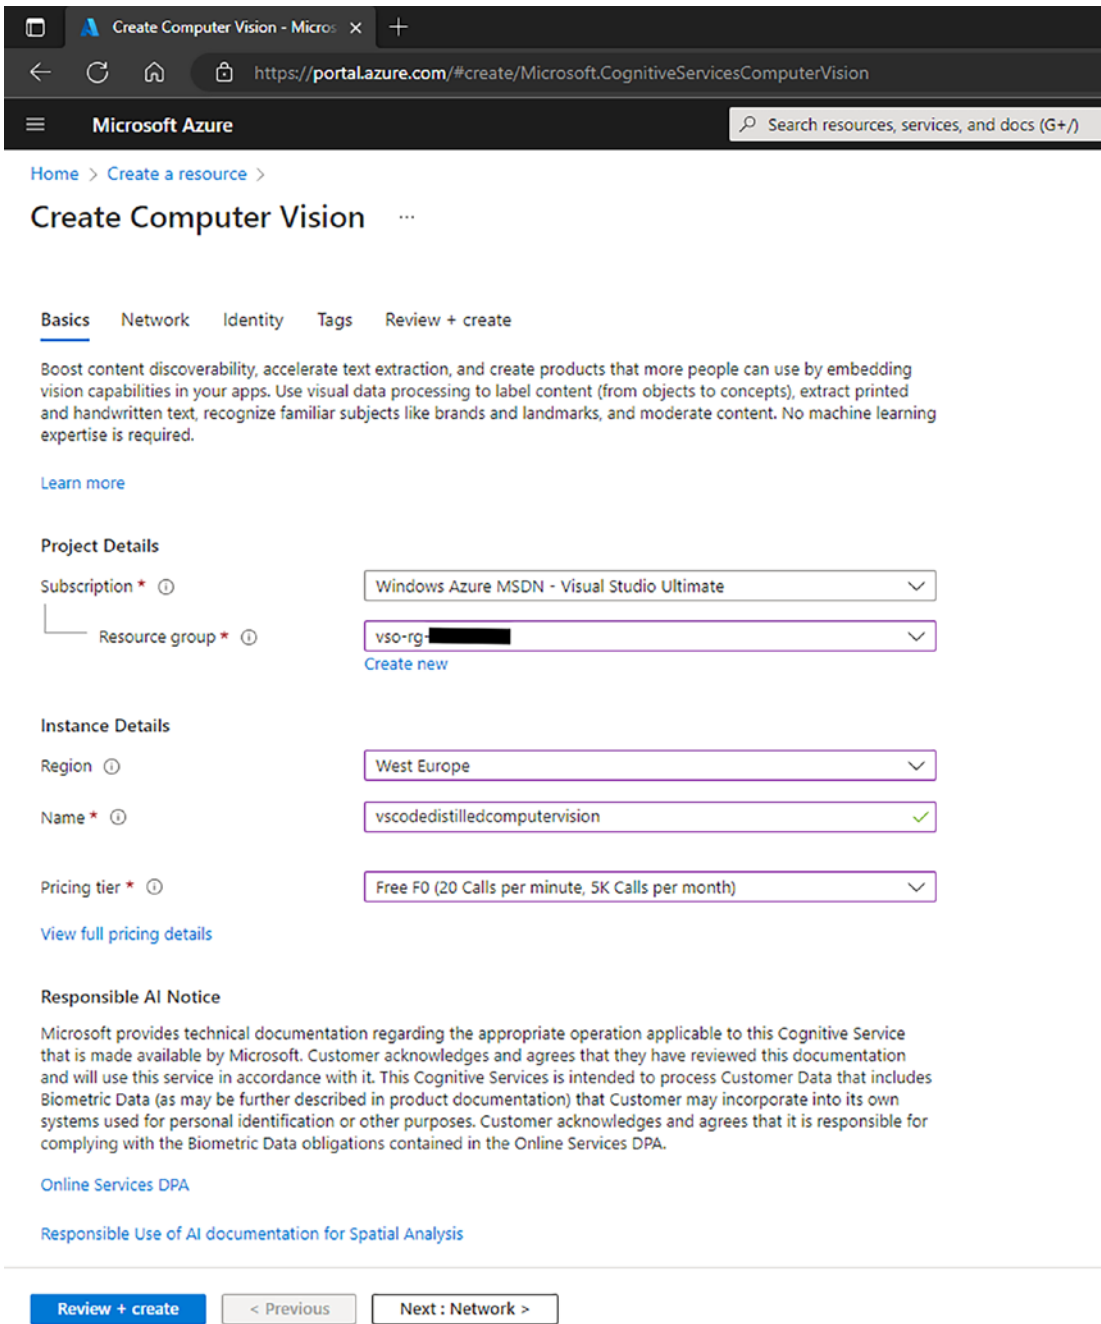 Create Computer Vision - Micros
https://portal.azure.com/#create/Microsoft.CognitiveServicesComputerVision
Microsoft Azure
Search resources, services, and docs (G+/)
Home > Create a resource >
Create Computer Vision ...
Basics Network Identity Tags Review + create
Boost content discoverability, accelerate text extraction, and create products that more people can use by embedding
vision capabilities in your apps. Use visual data processing to label content (from objects to concepts), extract printed
and handwritten text, recognize familiar subjects like brands and landmarks, and moderate content. No machine learning
expertise is required.
Learn more
Project Details
Subscription *
Windows Azure MSDN - Visual Studio Ultimate
Resource group *
vso-rg-
Create new
Instance Details
Region
West Europe
Name *
vscodedistilledcomputervision
Pricing tier *
Free F0 (20 Calls per minute, 5K Calls per month)
View full pricing details
Responsible AI Notice
Microsoft provides technical documentation regarding the appropriate operation applicable to this Cognitive Service
that is made available by Microsoft. Customer acknowledges and agrees that they have reviewed this documentation
and will use this service in accordance with it. This Cognitive Services is intended to process Customer Data that includes
Biometric Data (as may be further described in product documentation) that Customer may incorporate into its own
systems used for personal identification or other purposes. Customer acknowledges and agrees that it is responsible for
complying with the Biometric Data obligations contained in the Online Services DPA.
Online Services DPA
Responsible Use of AI documentation for Spatial Analysis
Review + create
< Previous
Next : Network >